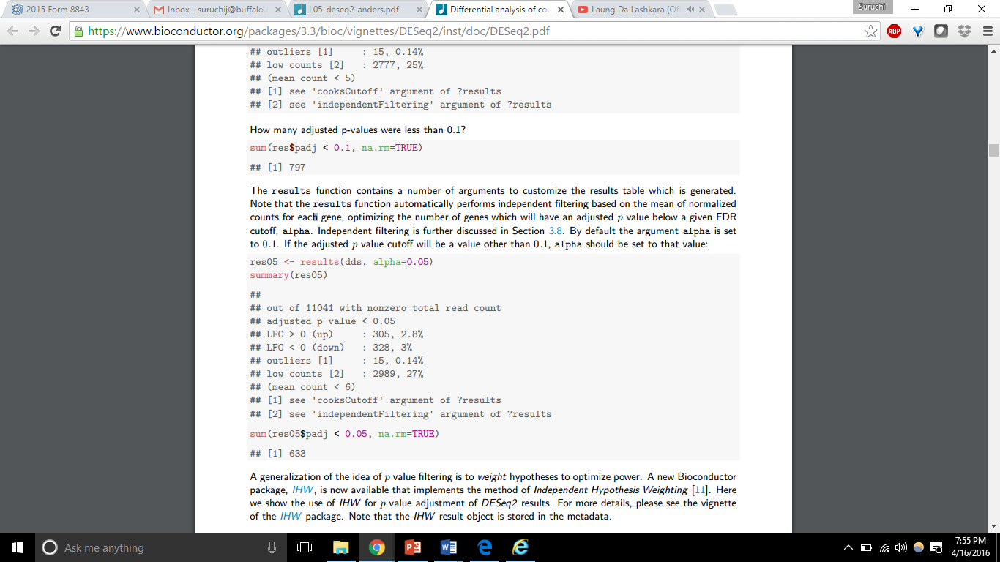 2015 Form 8843
Inbox - suruchij@buffalo.e
L05-deseq2-anders.pdf
Differential analysis of cou
Laung Da Lashkara (Of
Suruchi
https://www.bioconductor.org/packages/3.3/bioc/vignettes/DESeq2/inst/doc/DESeq2.pdf
ABP
## outliers [1] : 15, 0.14%
## low counts [2] : 2777, 25%
## (mean count < 5)
## [1] see 'cooksCutoff' argument of ?results
## [2] see 'independentFiltering' argument of ?results
How many adjusted p-values were less than 0.1?
sum(res$padj < 0.1, na.rm=TRUE)
## [1] 797
The results function contains a number of arguments to customize the results table which is generated.
Note that the results function automatically performs independent filtering based on the mean of normalized
counts for each gene, optimizing the number of genes which will have an adjusted p value below a given FDR
cutoff, alpha. Independent filtering is further discussed in Section 3.8. By default the argument alpha is set
to 0.1. If the adjusted p value cutoff will be a value other than 0.1, alpha should be set to that value:
res05 <- results(dds, alpha=0.05)
summary(res05)
##
## out of 11041 with nonzero total read count
## adjusted p-value < 0.05
## LFC > 0 (up) : 305, 2.8%
## LFC < 0 (down) : 328, 3%
## outliers [1] : 15, 0.14%
## low counts [2] : 2989, 27%
## (mean count < 6)
## [1] see 'cooksCutoff' argument of ?results
## [2] see 'independentFiltering' argument of ?results
sum(res05$padj < 0.05, na.rm=TRUE)
## [1] 633
A generalization of the idea of p value filtering is to weight hypotheses to optimize power. A new Bioconductor
package, IHW, is now available that implements the method of Independent Hypothesis Weighting [11]. Here
we show the use of IHW for p value adjustment of DESeq2 results. For more details, please see the vignette
of the IHW package. Note that the IHW result object is stored in the metadata.
Ask me anything
7:55 PM
4/16/2016